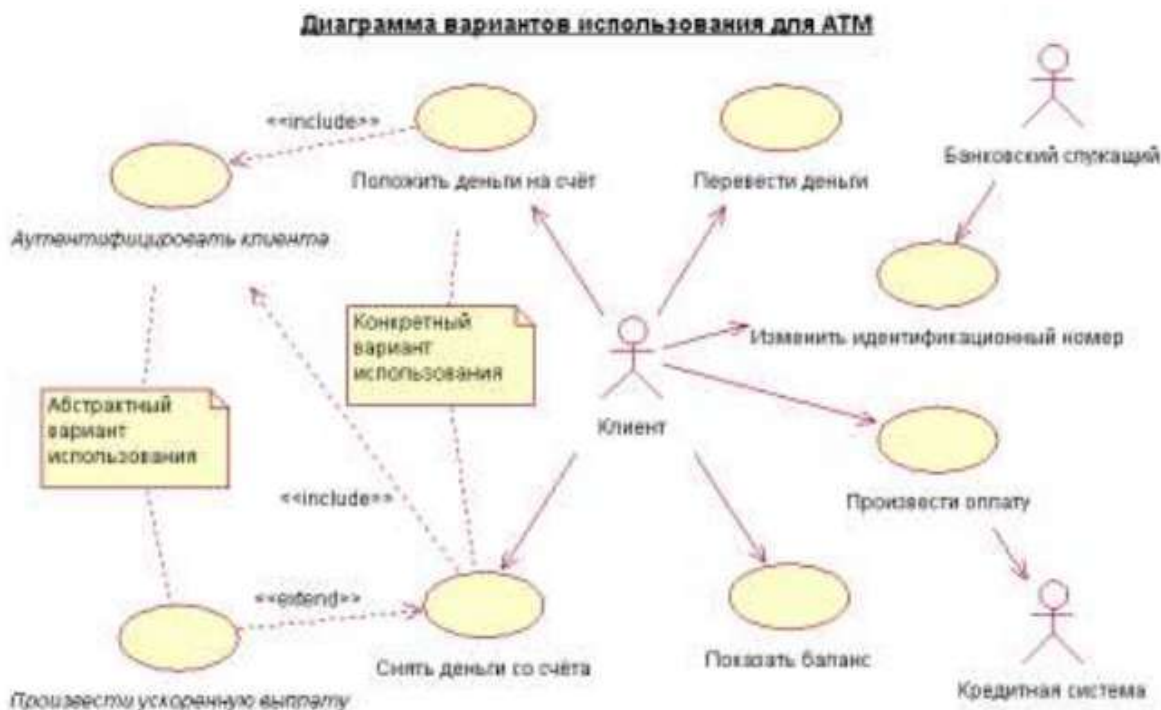 Диаграмма вариантов использования для АТМ
<<include>>
Положить деньги на счёт
Перевести деньги
Банковский служащий
Аутентифицировать клиента
Конкретный
вариант
использования
Изменить идентификационный номер
Абстрактный
вариант
использования
Клиент
<<include>>
Произвести оплату
<<extend>>
Снять деньги со счёта
Показать баланс
Кредитная система
Произвести ускоренную выплату